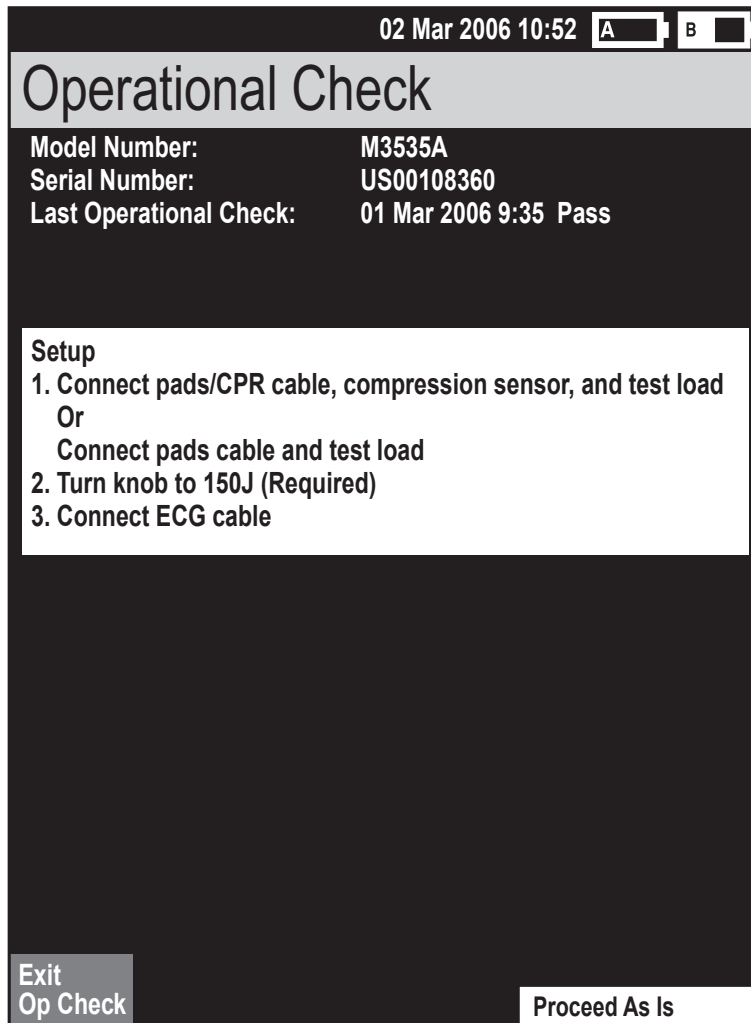 02 Mar 2006 10:52 A B
Operational Check
Model Number: M3535A
Serial Number: US00108360
Last Operational Check: 01 Mar 2006 9:35 Pass
Setup
1. Connect pads/CPR cable, compression sensor, and test load
Or
Connect pads cable and test load
2. Turn knob to 150J (Required)
3. Connect ECG cable
Exit
Op Check
Proceed As Is